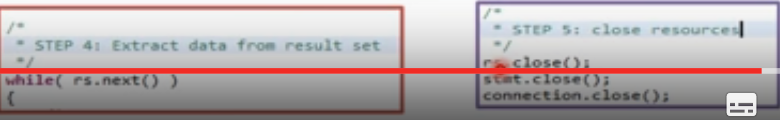 /*
* STEP 4: Extract data from result set
*/
while( rs.next() )
{
/*
* STEP 5: close resources
*/
rs.close();
stmt.close();
connection.close();